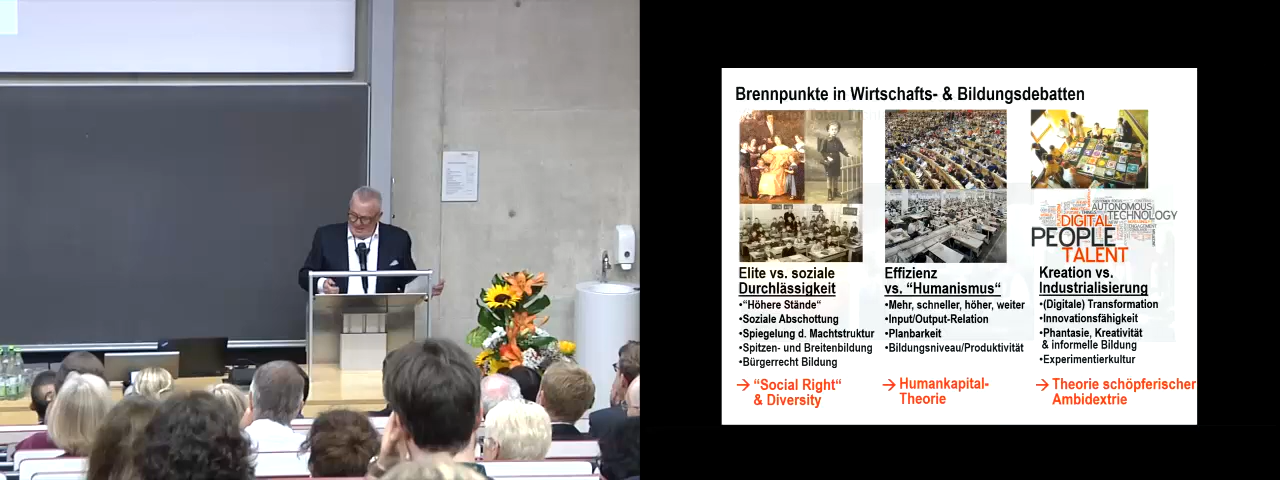 Brennpunkte in Wirtschafts- & Bildungsdebatten
AUTONOMOUS
TECHNOLOGY
DIGITAL
PEOPLE
TALENT
Elite vs. soziale
Durchlässigkeit
•“Höhere Stände“
•Soziale Abschottung
•Spiegelung d. Machtstruktur
•Spitzen- und Breitenbildung
•Bürgerrecht Bildung
→ “Social Right“
& Diversity
Effizienz
vs. “Humanismus“
•Mehr, schneller, höher, weiter
•Input/Output-Relation
•Planbarkeit
•Bildungsniveau/Produktivität
→ Humankapital-
Theorie
Kreation vs.
Industrialisierung
•(Digitale) Transformation
•Innovationsfähigkeit
•Phantasie, Kreativität
& informelle Bildung
•Experimentierkultur
→ Theorie schöpferischer
Ambidextrie